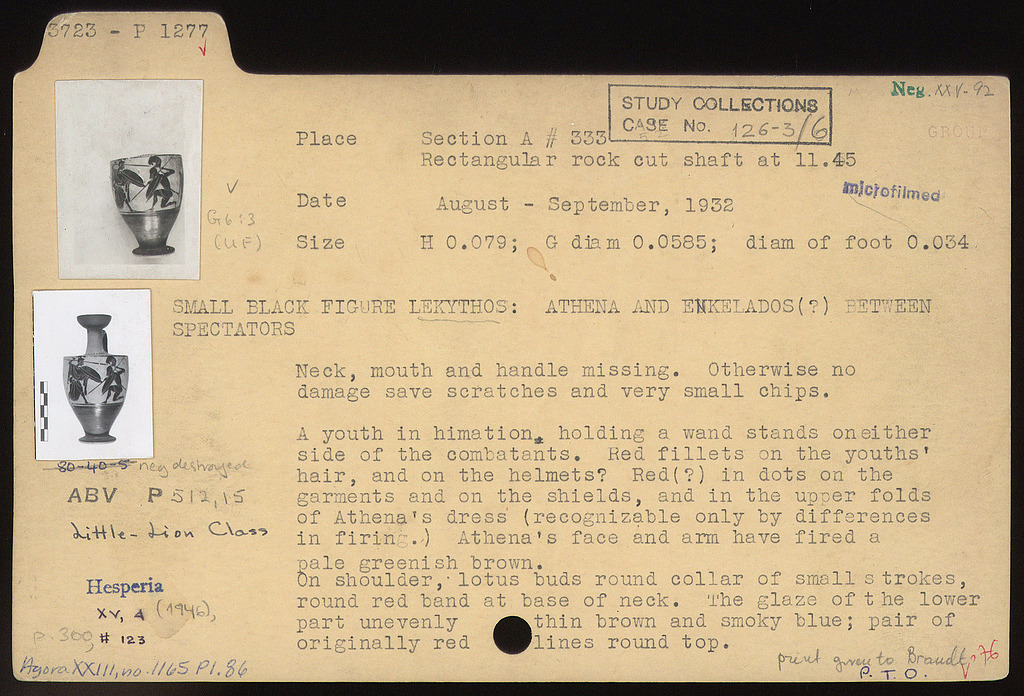 3723 - P 1277
Neg. XXV-92
STUDY COLLECTIONS
CASE No. 126-3/6
GROUP
Place Section A # 333
Rectangular rock cut shaft at 11.45
microfilmed
Date August - September, 1932
G6:3
(UF)
Size H 0.079; G diam 0.0585; diam of foot 0.034
SMALL BLACK FIGURE LEKYTHOS: ATHENA AND ENKELADOS(?) BETWEEN
SPECTATORS
Neck, mouth and handle missing. Otherwise no
damage save scratches and very small chips.
A youth in himation, holding a wand stands oneither
side of the combatants. Red fillets on the youths'
hair, and on the helmets? Red(?) in dots on the
garments and on the shields, and in the upper folds
of Athena's dress (recognizable only by differences
in firing.) Athena's face and arm have fired a
pale greenish brown.
On shoulder, lotus buds round collar of small strokes,
round red band at base of neck. The glaze of the lower
part unevenly thin brown and smoky blue; pair of
originally red lines round top.
80-40-5 neg destroyed
ABV P 512,15
Little-Lion Class
Hesperia
XV, 4 (1946),
p. 309 # 123
Agora XXIII, no. 1165 Pl. 86
print given to Brandt, 76
P. T. O.